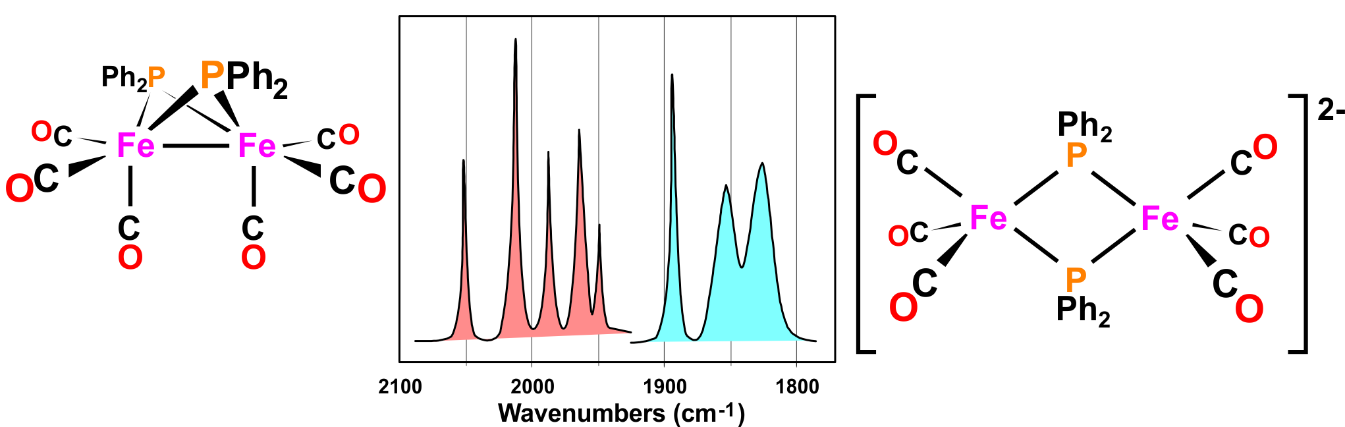 Ph₂P PPh₂
OC Fe Fe CO
OC CO
C C
O O
2100 2000 1900 1800
Wavenumbers (cm-1)
2-
Ph₂
P
OC CO
Fe Fe
OC CO
OC CO
P
Ph₂